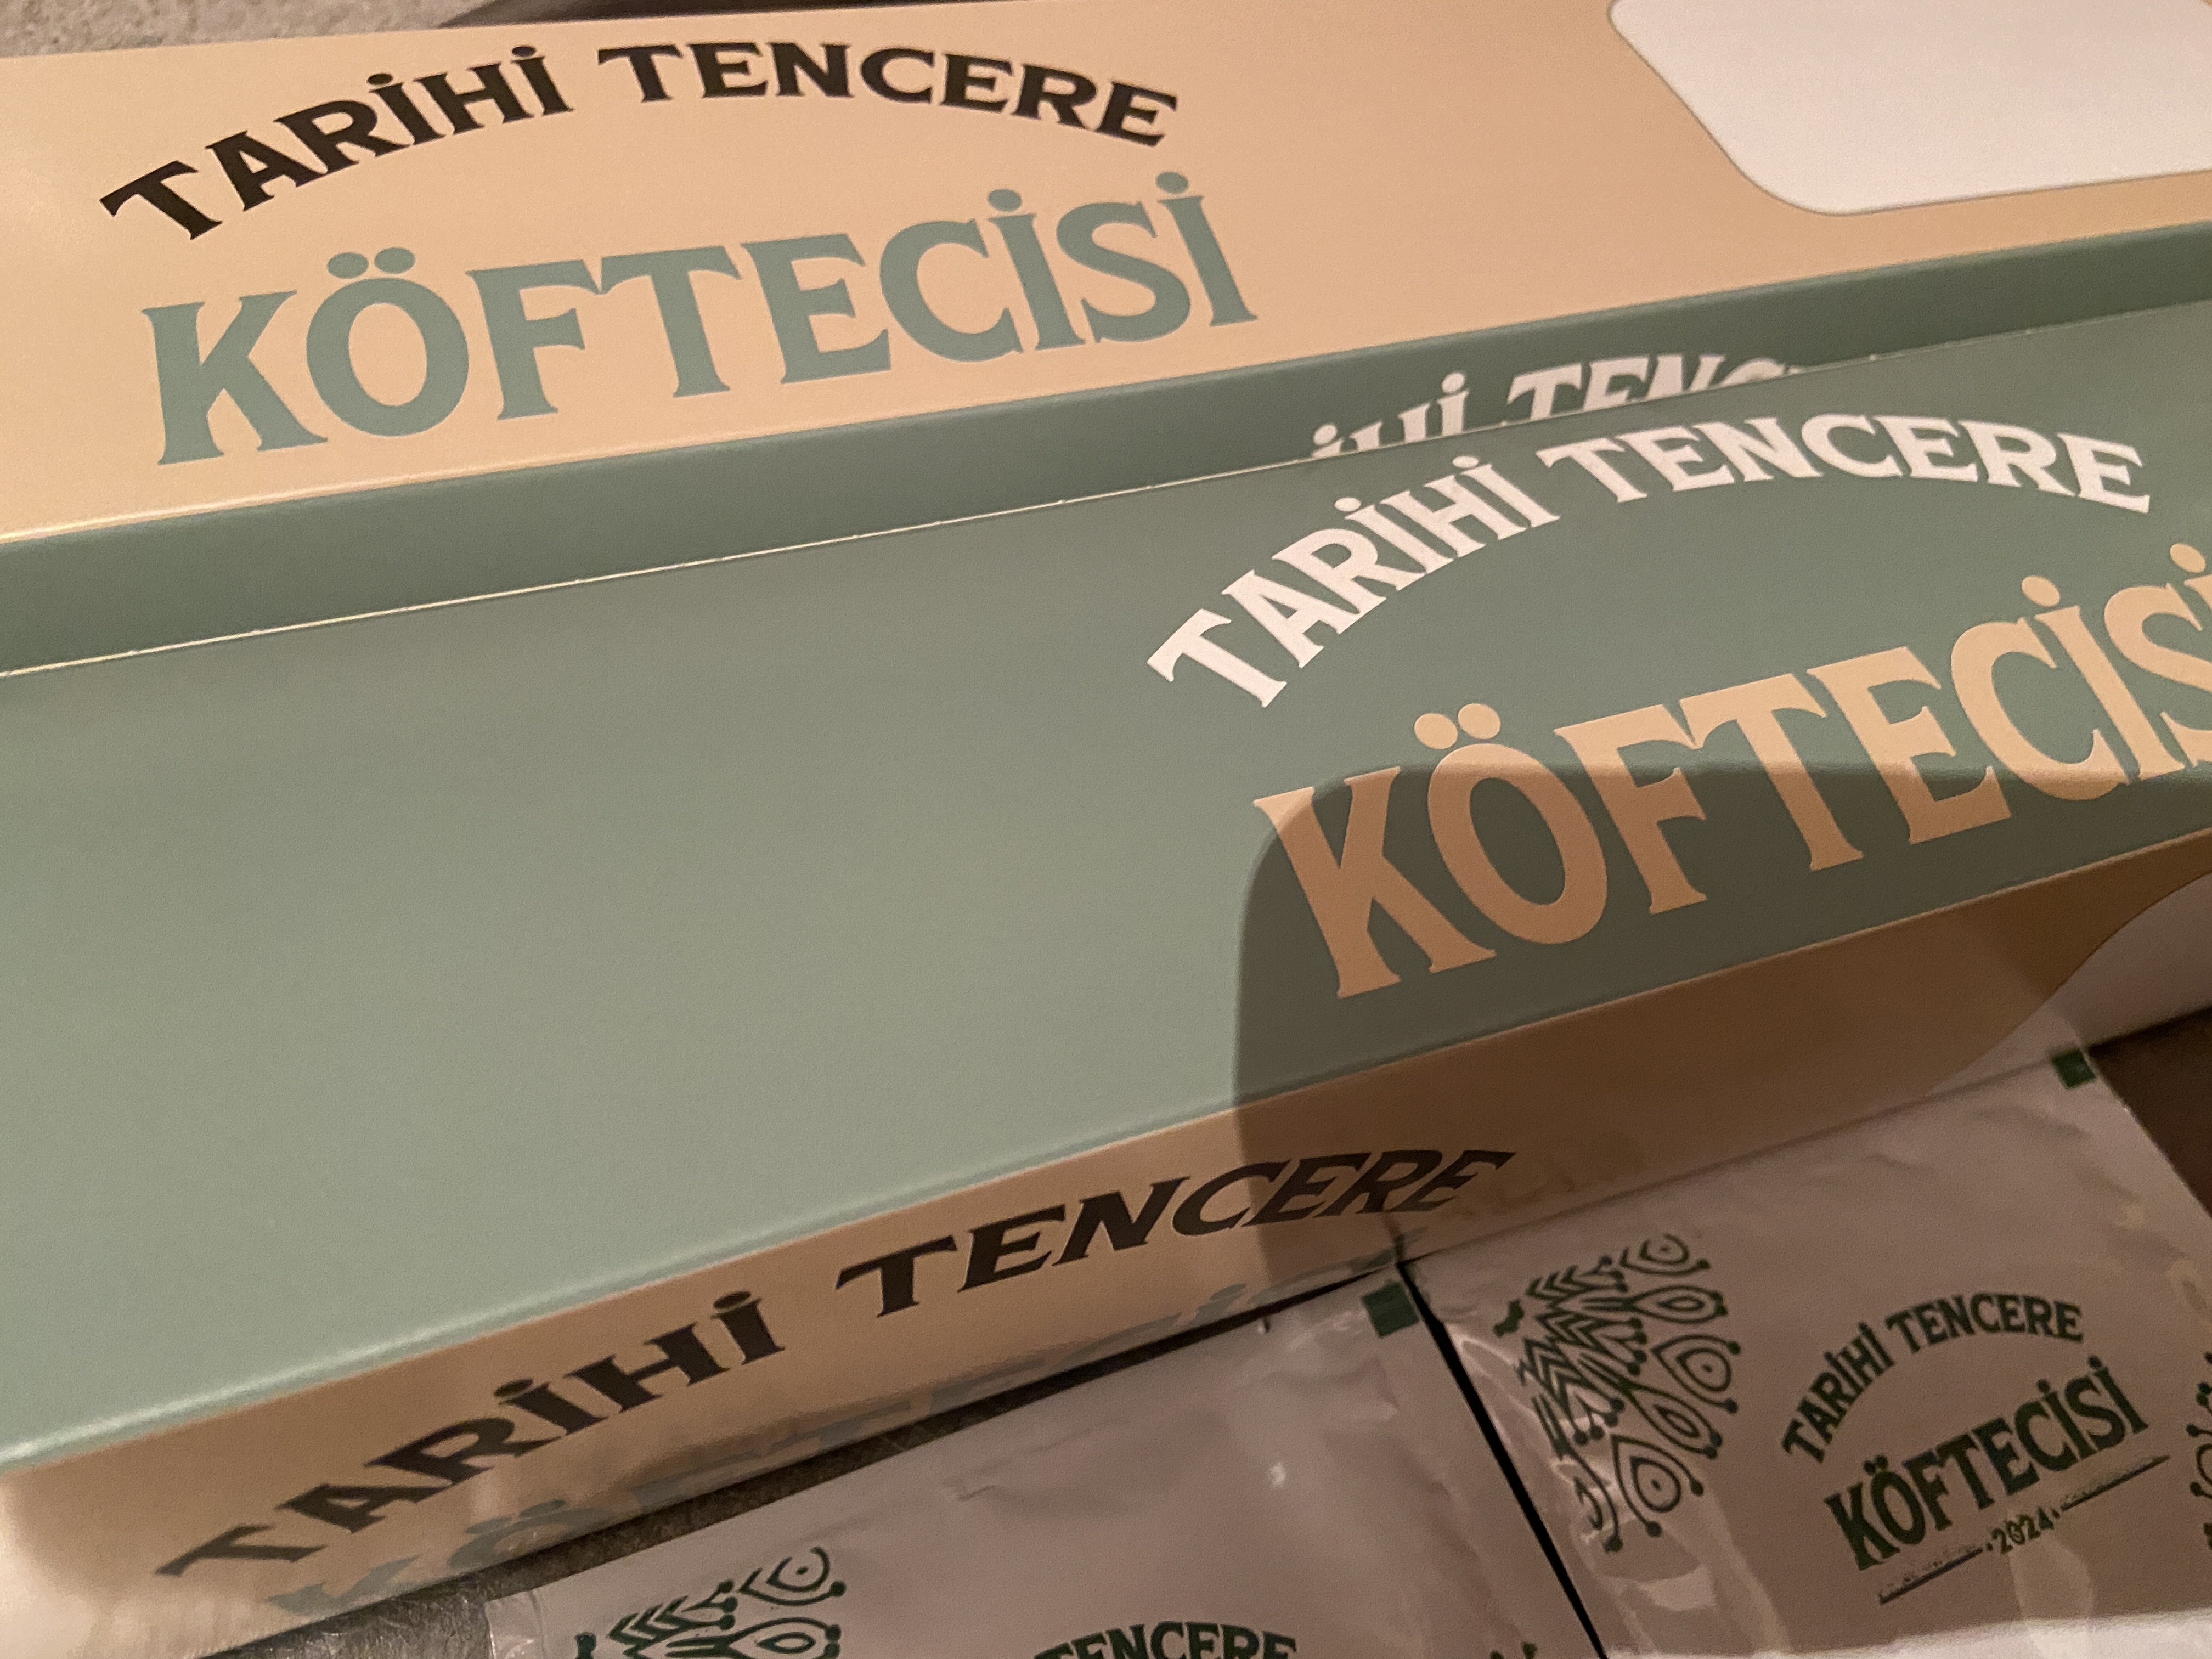 TARİHİ TENCERE
KÖFTECİSİ
TARİHİ TENCERE
KÖFTECİSİ
TARİHİ TENCERE
TARİHİ TENCERE
KÖFTECİSİ
2024
TENCERE